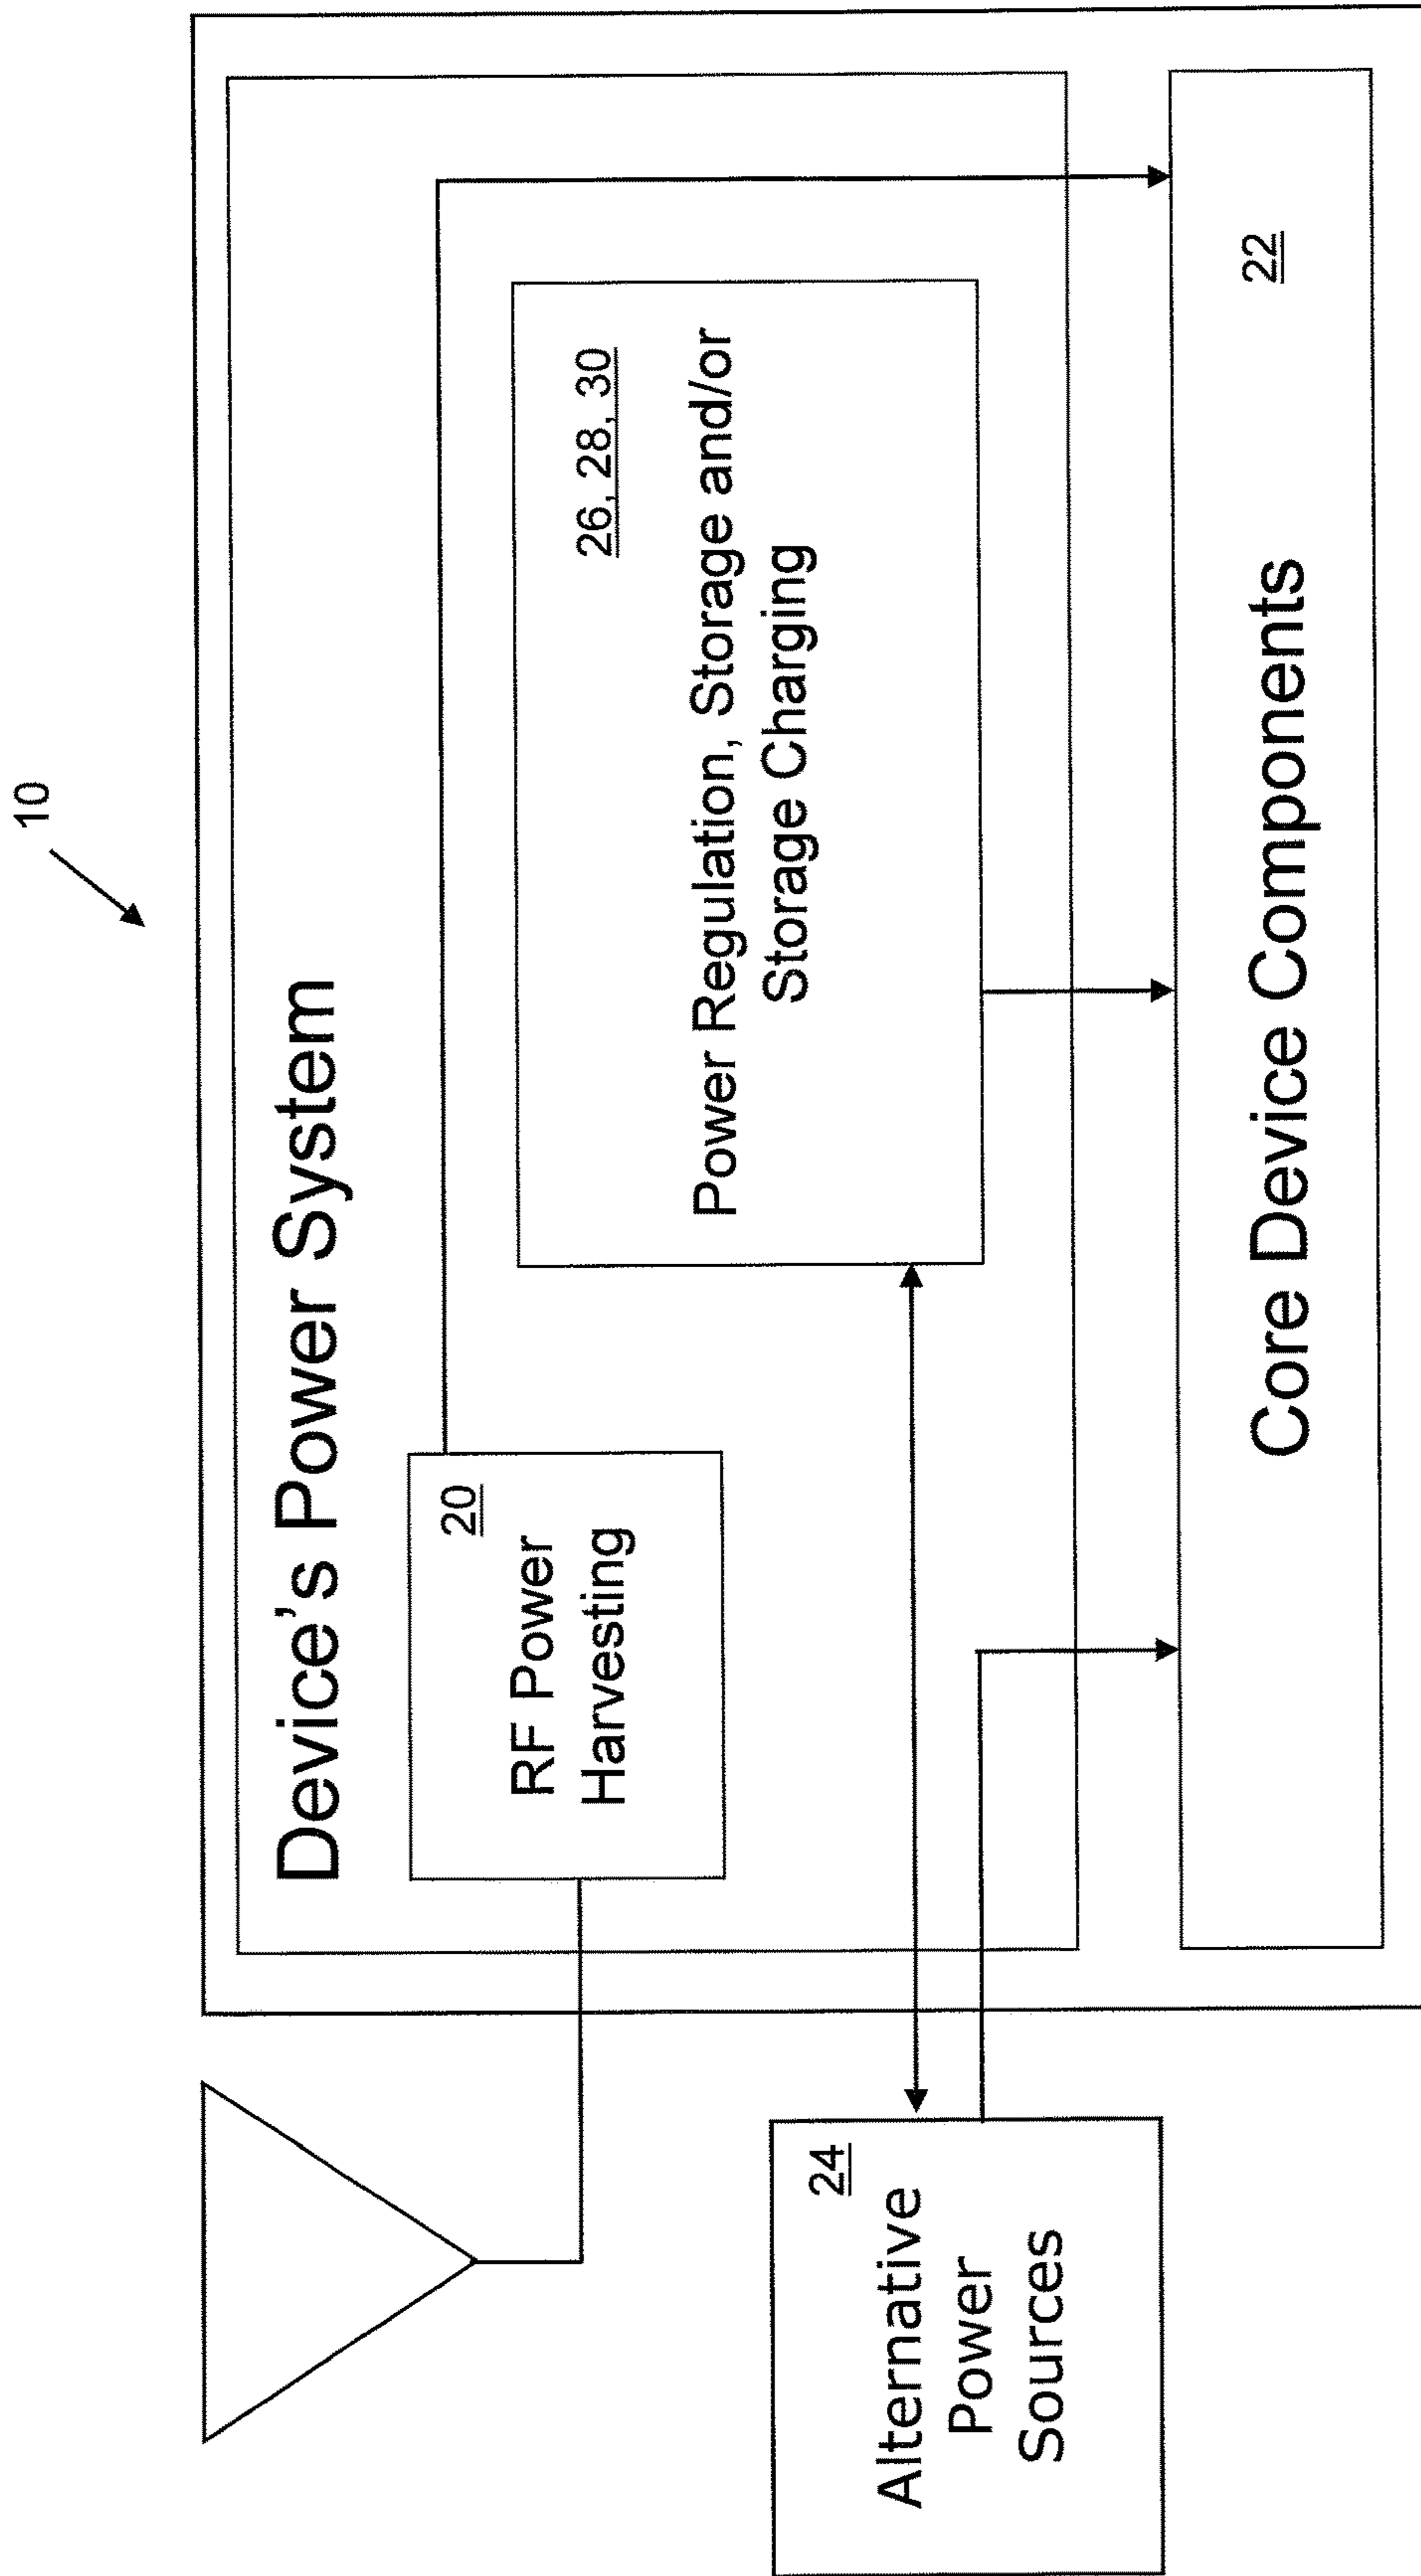 10
Device's Power System
20
RF Power
Harvesting
26, 28, 30
Power Regulation, Storage and/or
Storage Charging
24
Alternative
Power
Sources
22
Core Device Components